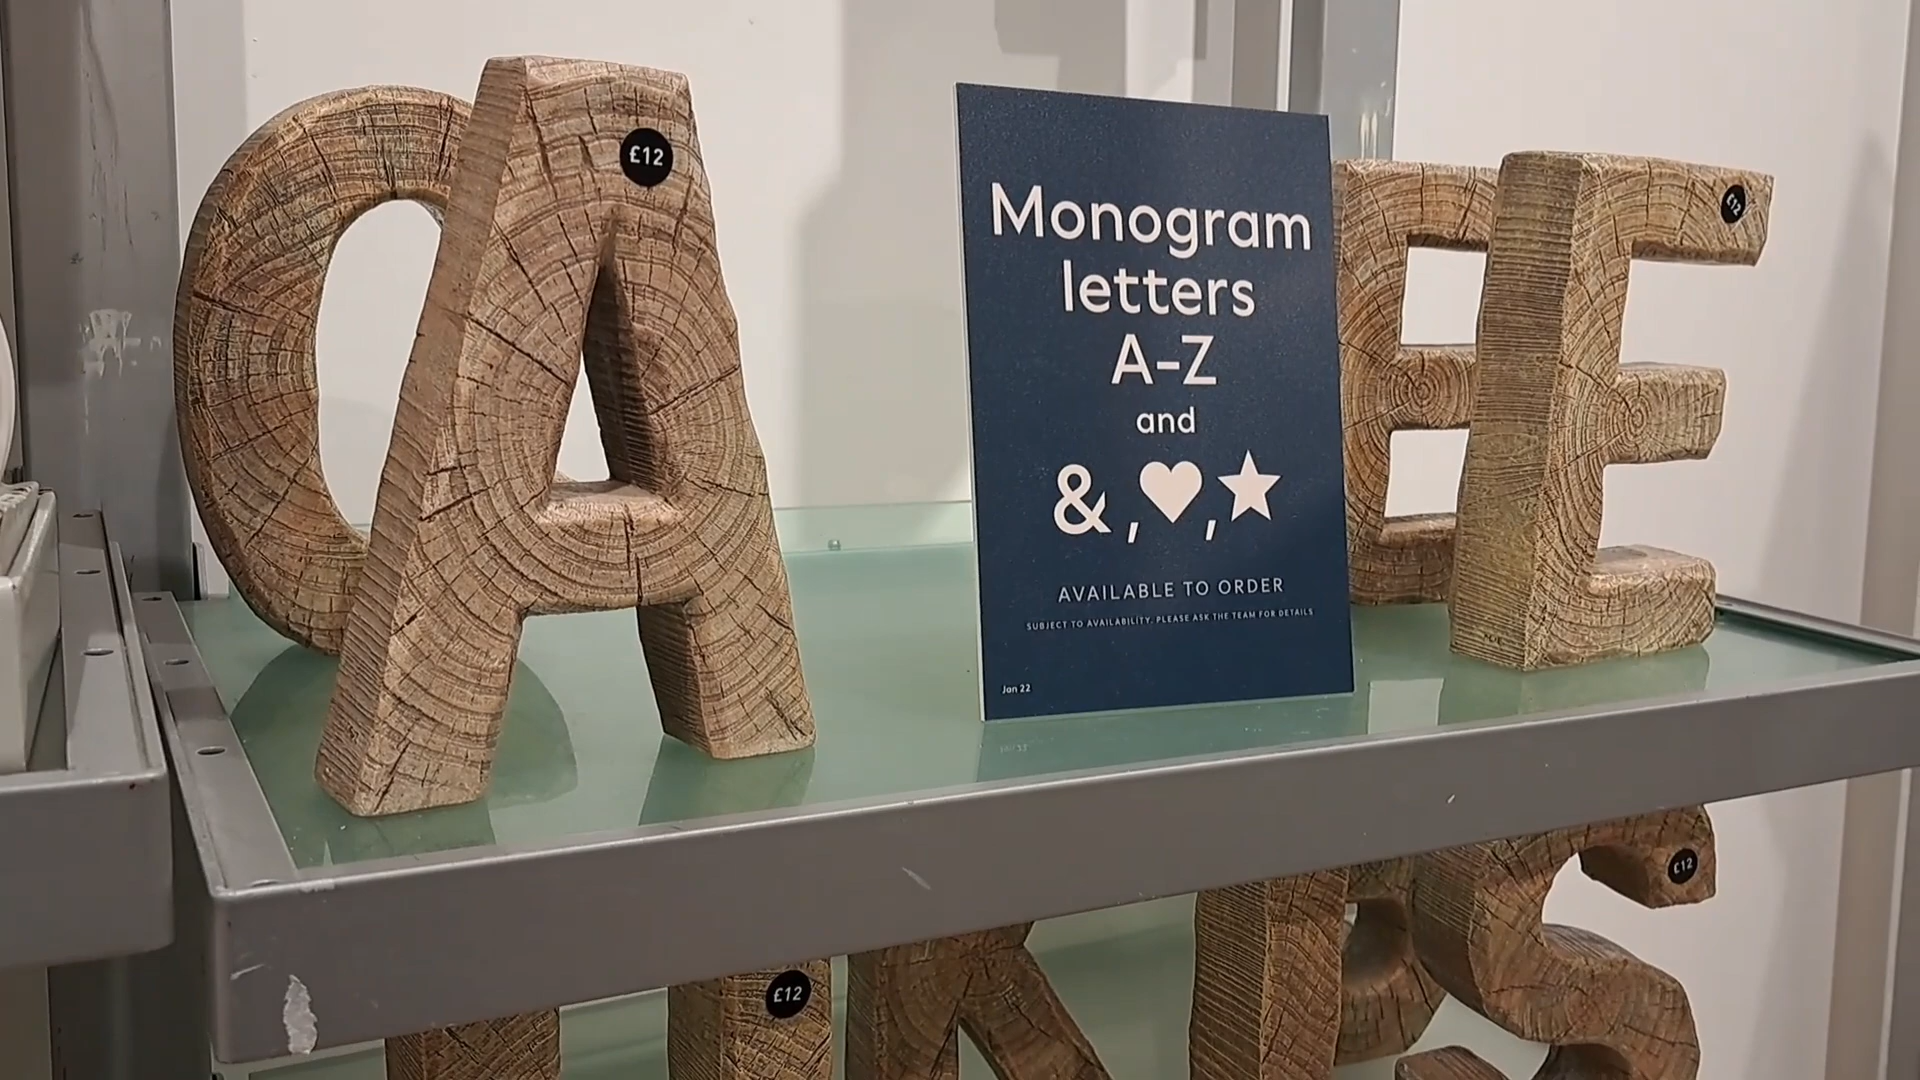 £12
Monogram
letters
A-Z
and
&,♥,★
AVAILABLE TO ORDER
SUBJECT TO AVAILABILITY. PLEASE ASK THE TEAM FOR DETAILS
Jan 22
£12
A
E
£12
£12
K
S